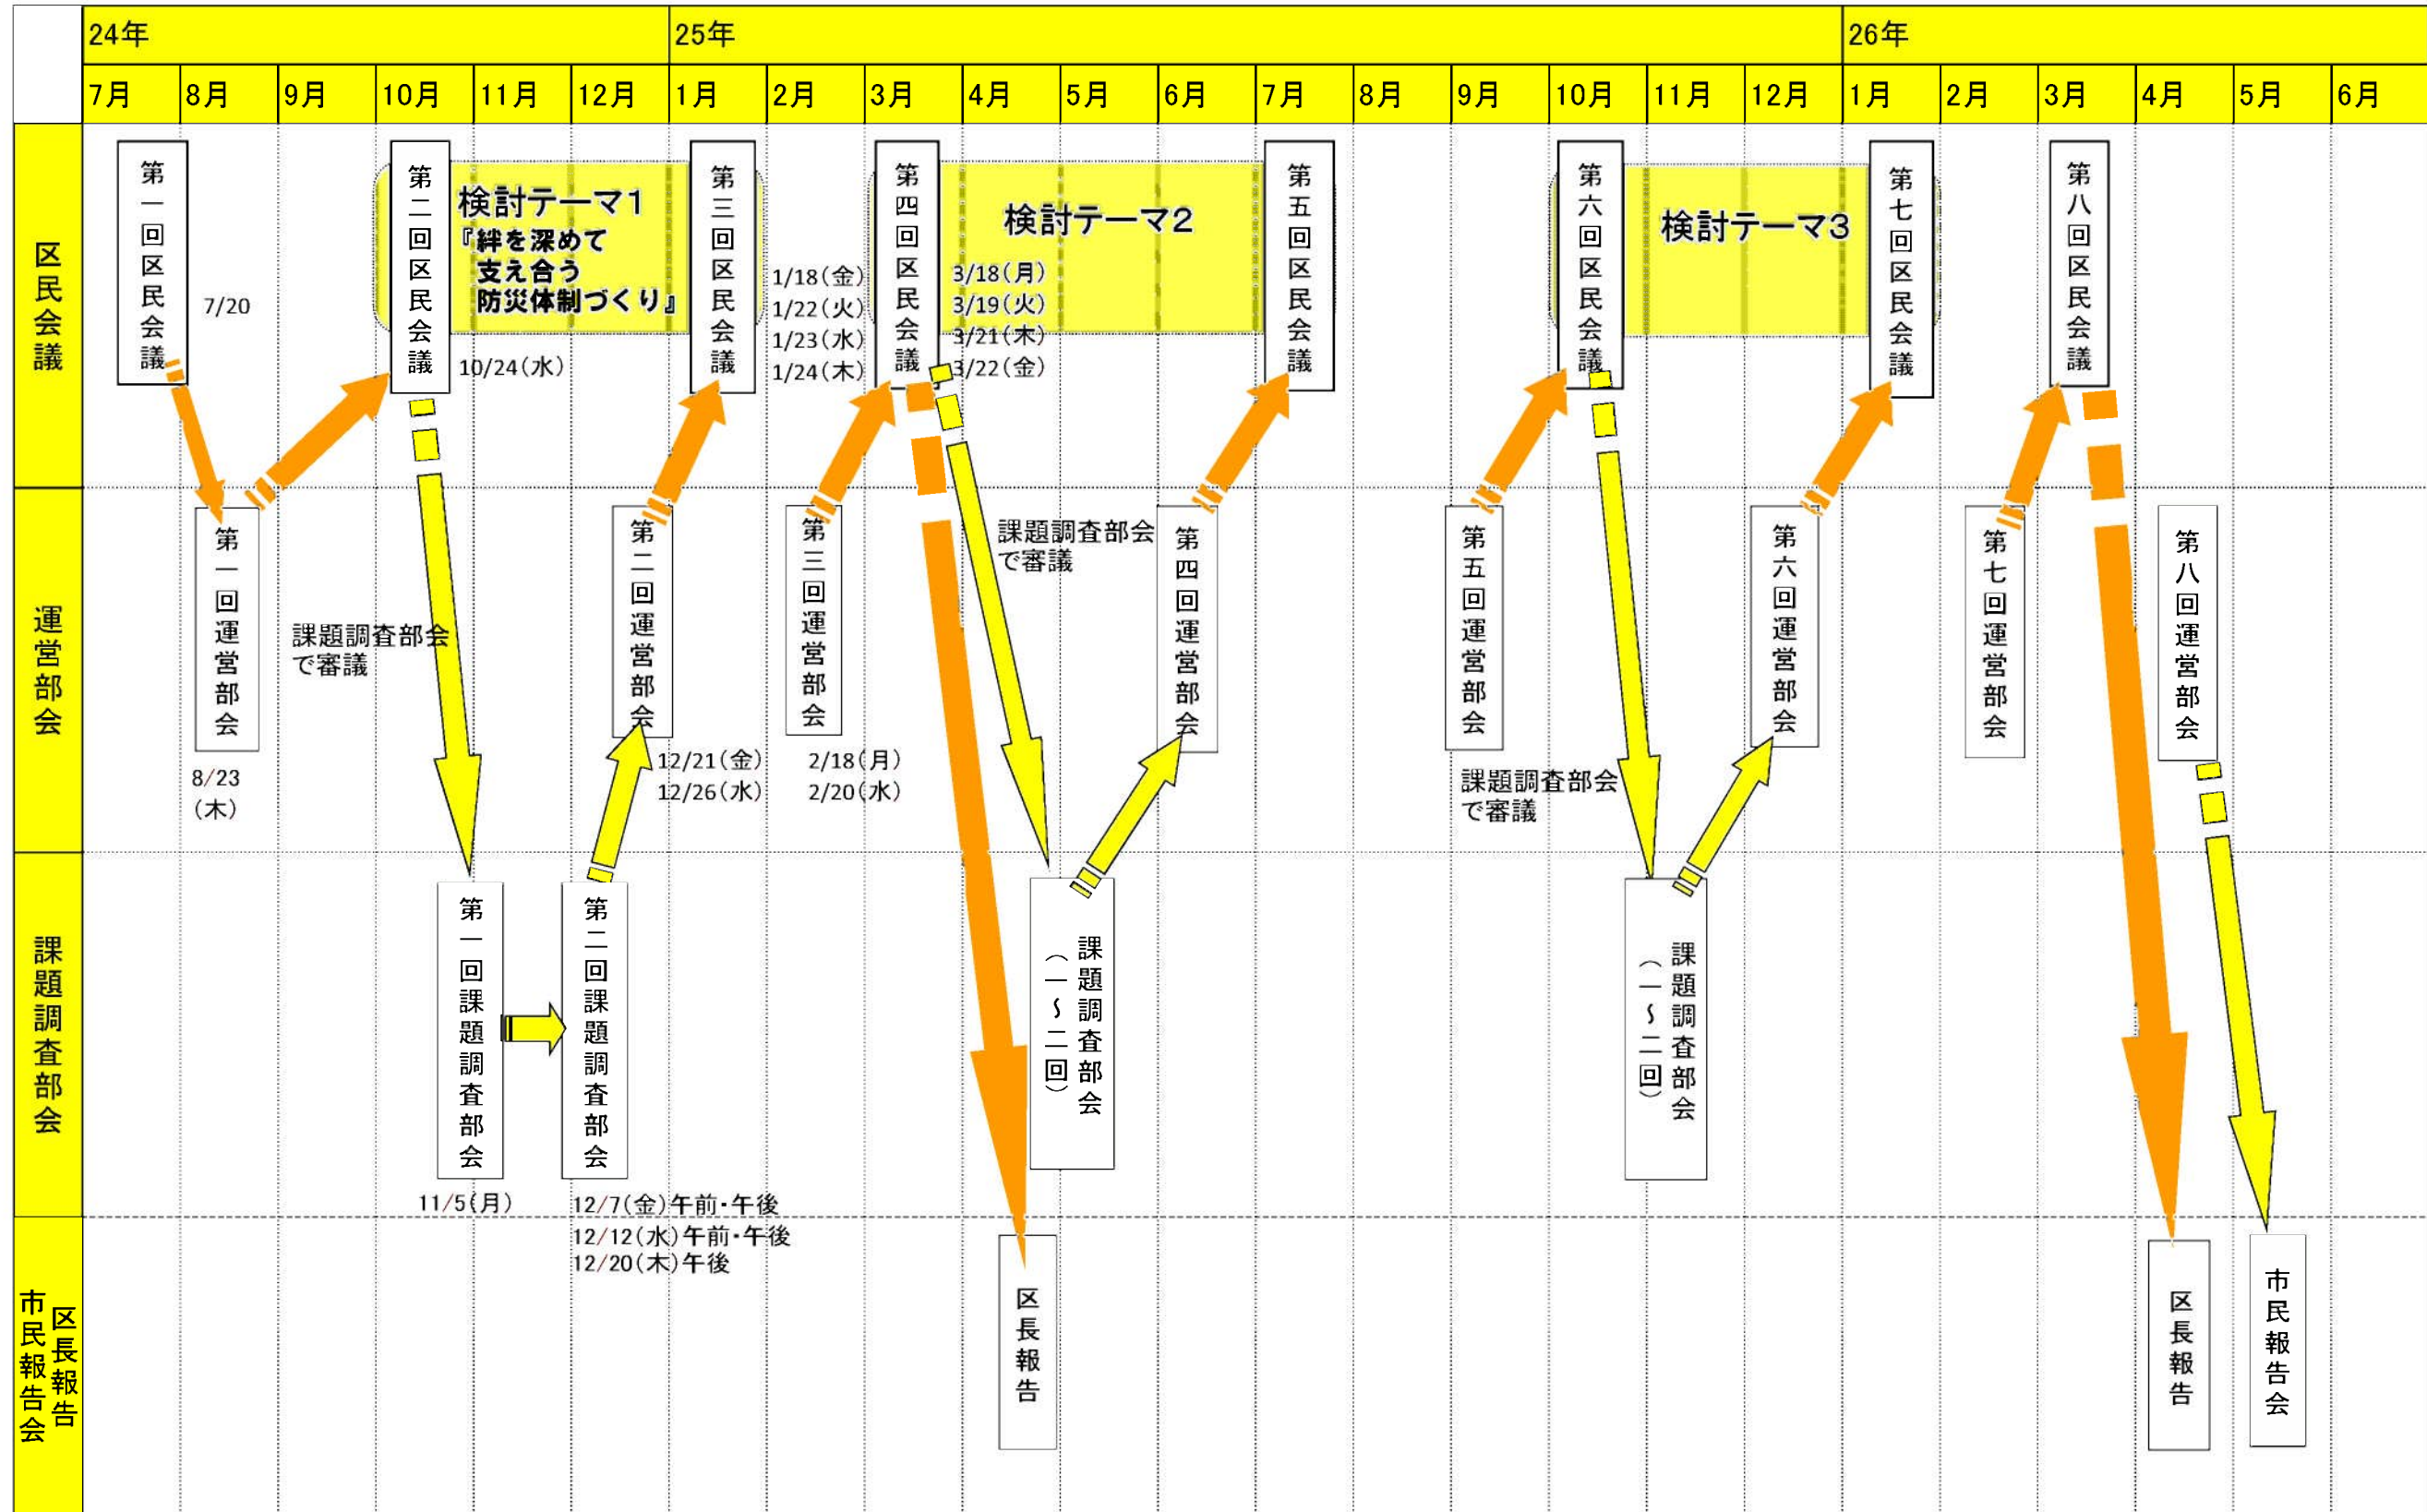 24年
25年
26年
7月
8月
9月
10月
11月
12月
1月
2月
3月
4月
5月
6月
7月
8月
9月
10月
11月
12月
1月
2月
3月
4月
5月
6月
区民会議
第一回区民会議
7/20
第二回区民会議
10/24(水)
検討テーマ1
『絆を深めて
支え合う
防災体制づくり』
第三回区民会議
1/18(金)
1/22(火)
1/23(水)
1/24(木)
第四回区民会議
3/18(月)
3/19(火)
3/21(木)
3/22(金)
検討テーマ2
第五回区民会議
第六回区民会議
検討テーマ3
第七回区民会議
第八回区民会議
運営部会
第一回運営部会
8/23
(木)
課題調査部会
で審議
第二回運営部会
12/21(金)
12/26(水)
第三回運営部会
2/18(月)
2/20(水)
課題調査部会
で審議
第四回運営部会
第五回運営部会
課題調査部会
で審議
第六回運営部会
第七回運営部会
第八回運営部会
課題調査部会
第一回課題調査部会
11/5(月)
第二回課題調査部会
12/7(金)午前・午後
12/12(水)午前・午後
12/20(木)午後
課題調査部会
(一～二回)
課題調査部会
(一～二回)
区長報告
市民報告会
区長報告
区長報告
市民報告会